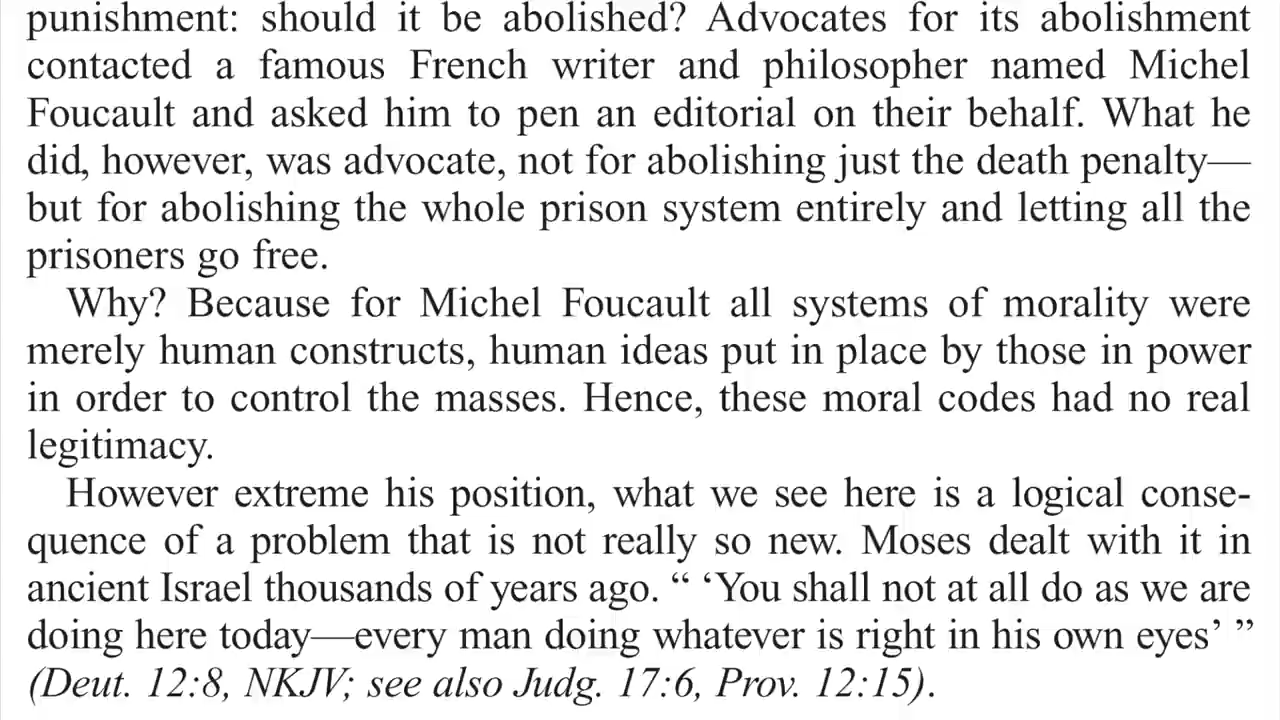 punishment: should it be abolished? Advocates for its abolishment
contacted a famous French writer and philosopher named Michel
Foucault and asked him to pen an editorial on their behalf. What he
did, however, was advocate, not for abolishing just the death penalty—
but for abolishing the whole prison system entirely and letting all the
prisoners go free.
Why? Because for Michel Foucault all systems of morality were
merely human constructs, human ideas put in place by those in power
in order to control the masses. Hence, these moral codes had no real
legitimacy.
However extreme his position, what we see here is a logical conse-
quence of a problem that is not really so new. Moses dealt with it in
ancient Israel thousands of years ago. “ ‘You shall not at all do as we are
doing here today—every man doing whatever is right in his own eyes’ ”
(Deut. 12:8, NKJV; see also Judg. 17:6, Prov. 12:15).